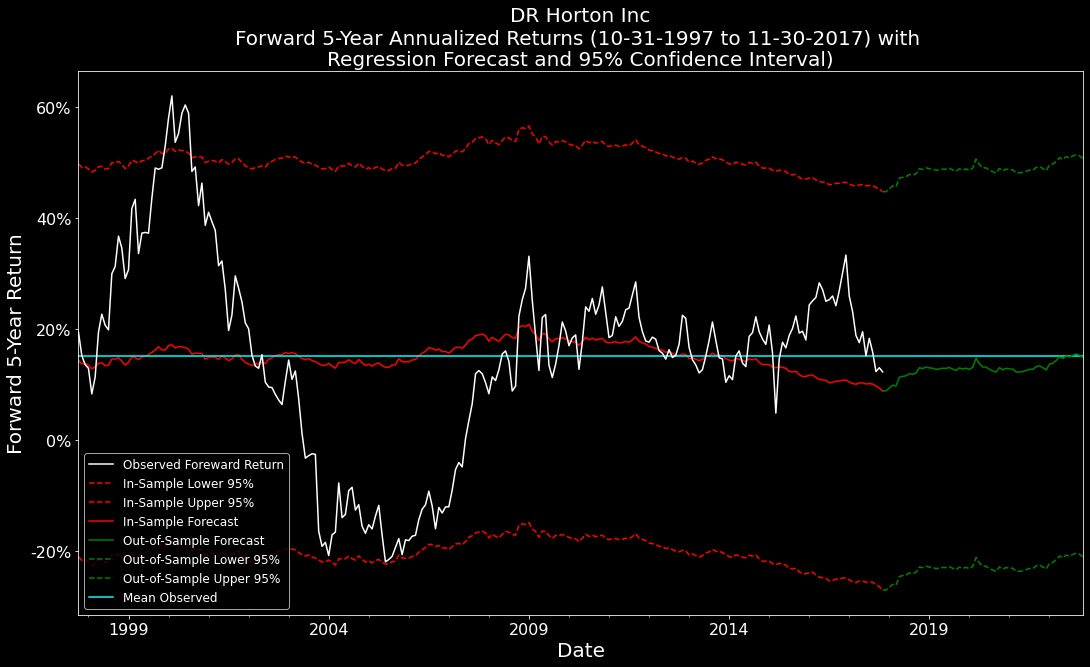 DR Horton Inc
Forward 5-Year Annualized Returns (10-31-1997 to 11-30-2017) with
Regression Forecast and 95% Confidence Interval)
Forward 5-Year Return
60%
40%
20%
0%
-20%
Observed Foreward Return
In-Sample Lower 95%
In-Sample Upper 95%
In-Sample Forecast
Out-of-Sample Forecast
Out-of-Sample Lower 95%
Out-of-Sample Upper 95%
Mean Observed
1999 2004 2009 2014 2019
Date